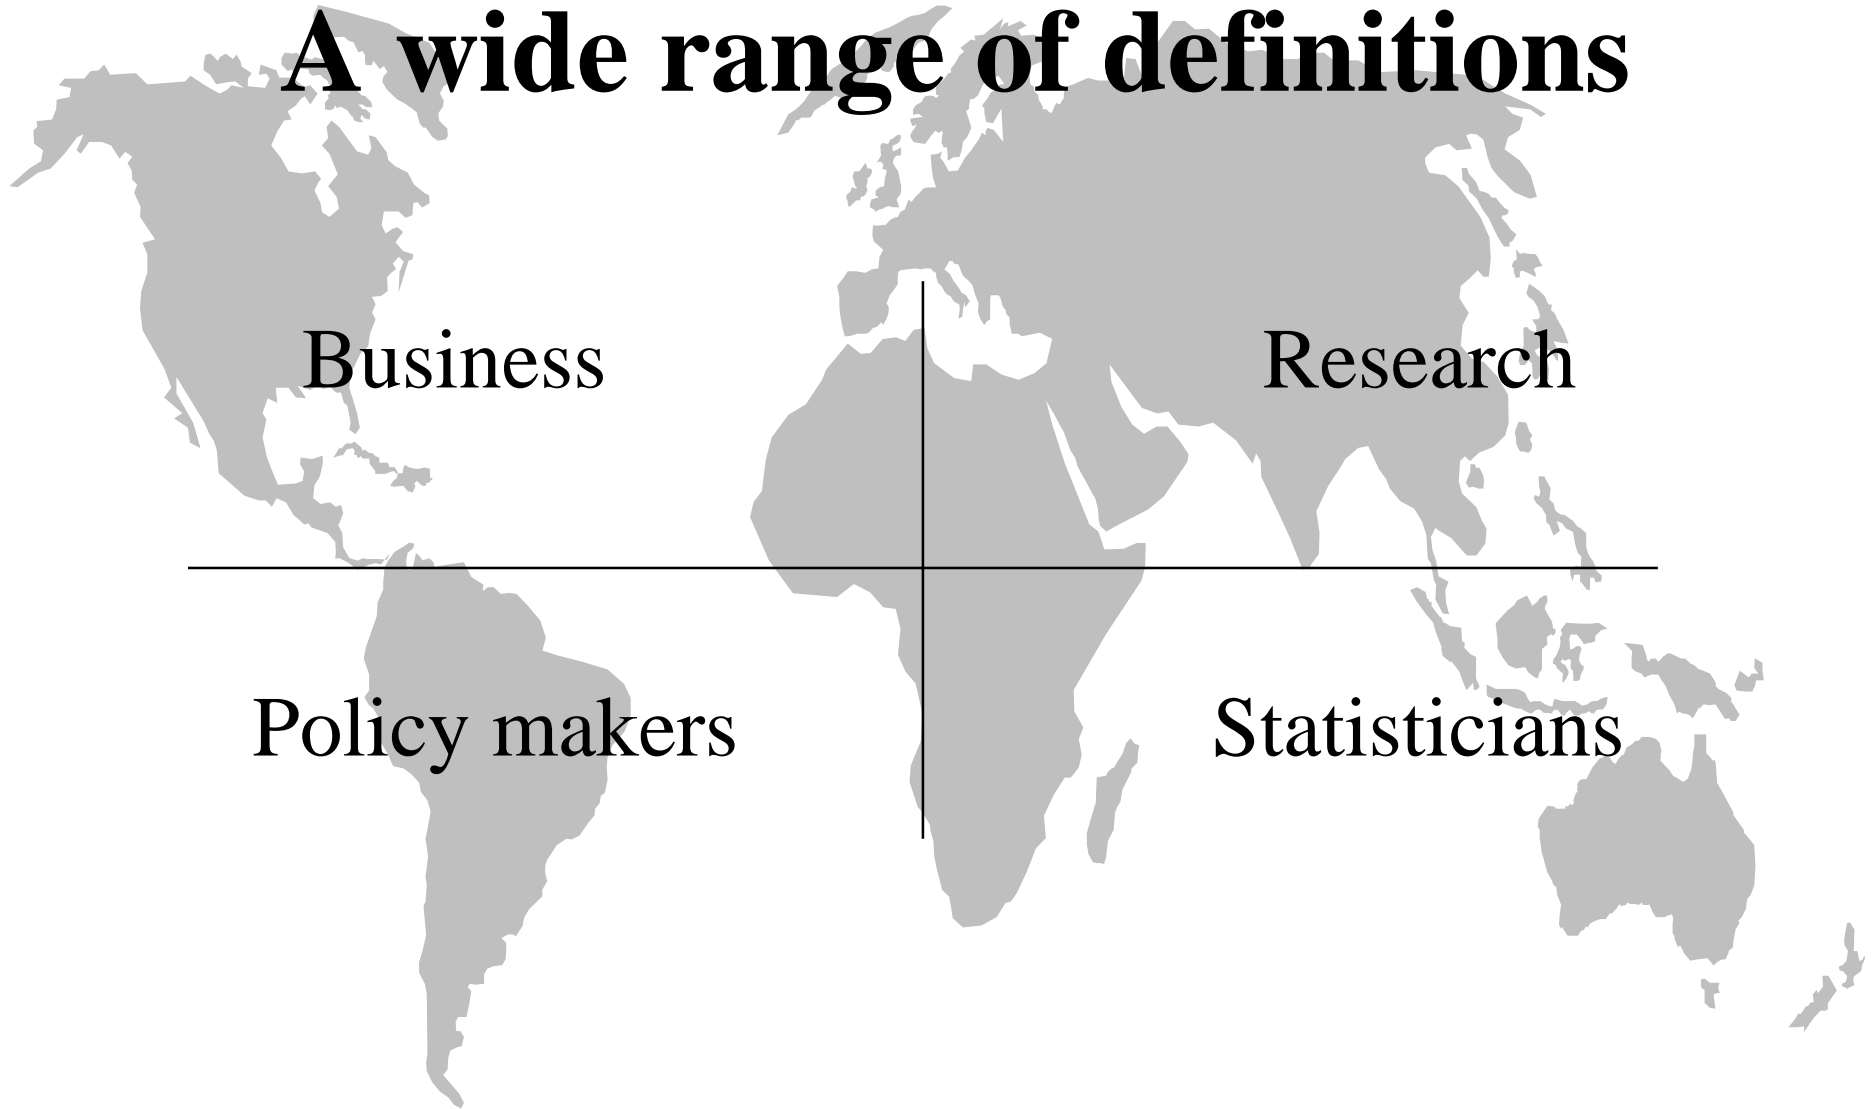 A wide range of definitions
Business
Research
Policy makers
Statisticians